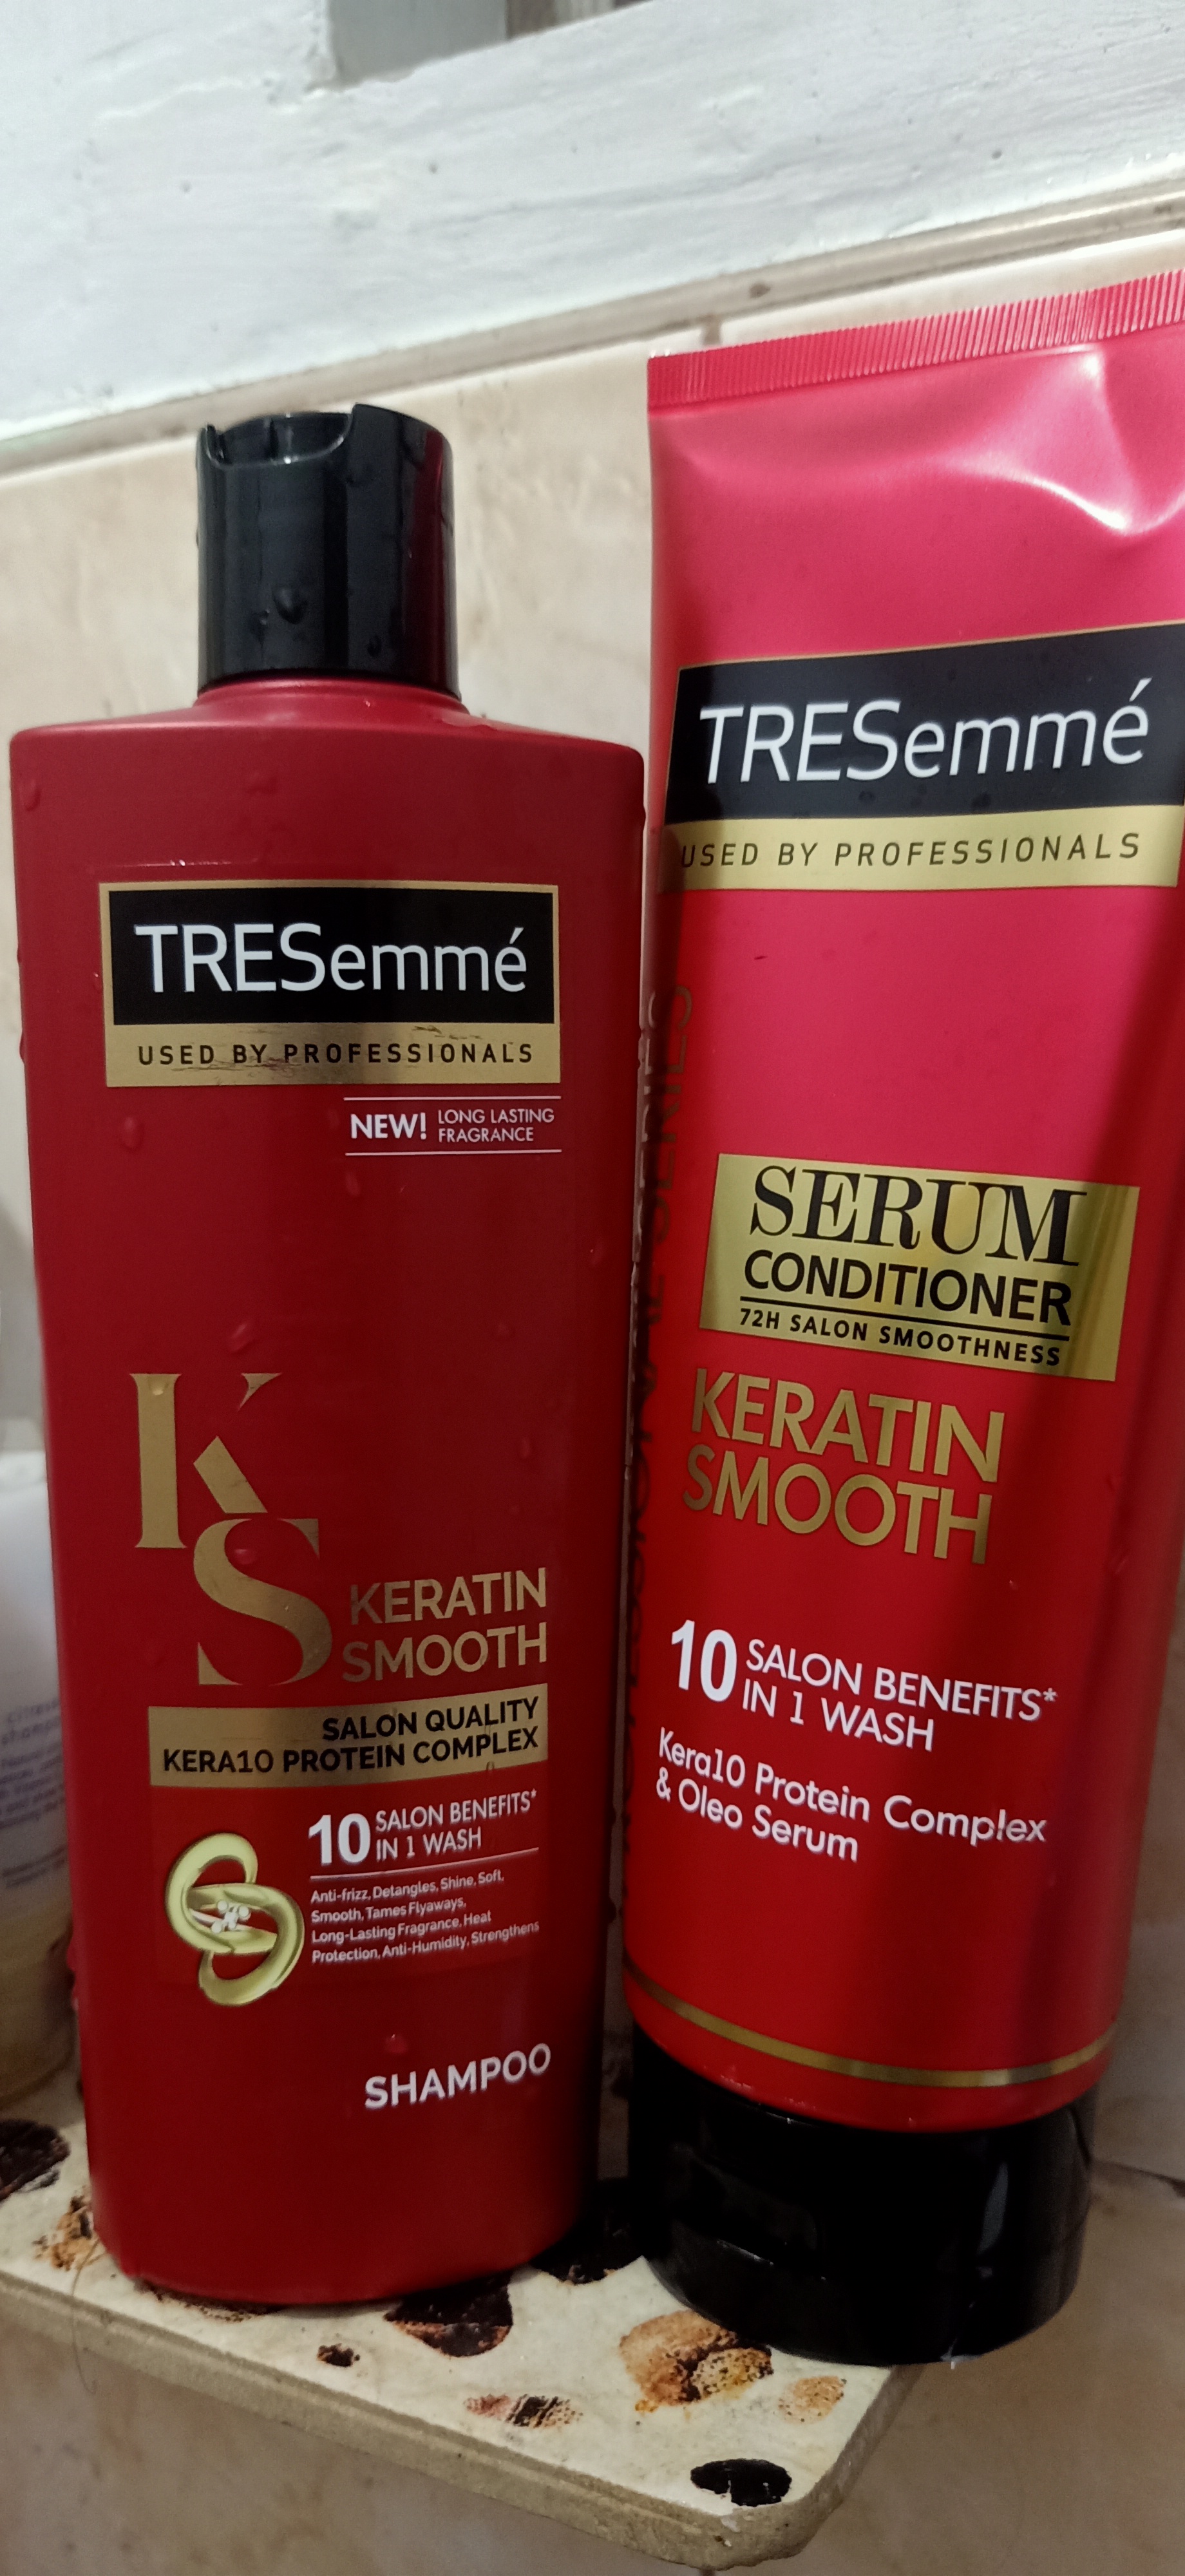 TRESemmé
USED BY PROFESSIONALS
NEW! LONG LASTING
FRAGRANCE
KS
KERATIN
SMOOTH
SALON QUALITY
KERA10 PROTEIN COMPLEX
10 SALON BENEFITS*
IN 1 WASH
Anti-frizz, Detangles, Shine, Soft,
Smooth, Tames Flyaways,
Long-Lasting Fragrance, Heat
Protection, Anti-Humidity, Strengthens
SHAMPOO
TRESemmé
USED BY PROFESSIONALS
SERUM
CONDITIONER
72H SALON SMOOTHNESS
KERATIN
SMOOTH
10 SALON BENEFITS*
IN 1 WASH
Kera10 Protein Complex
& Oleo Serum
SERIES